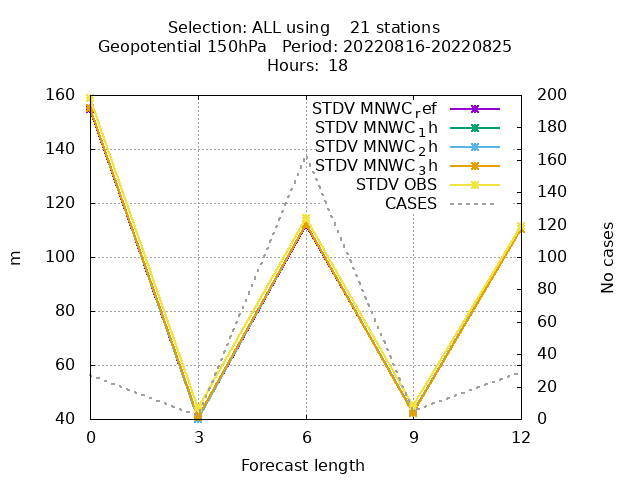 Selection: ALL using    21 stations
Geopotential 150hPa   Period: 20220816-20220825
Hours:  18
160
140
120
100
80
60
40
m
200
180
160
140
120
100
80
60
40
20
0
No cases
STDV MNWC_ref
STDV MNWC_1h
STDV MNWC_2h
STDV MNWC_3h
STDV OBS
CASES
0 3 6 9 12
Forecast length